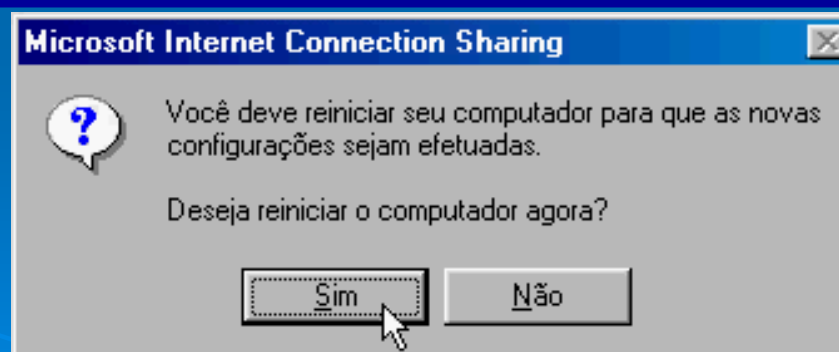 Microsoft Internet Connection Sharing
Você deve reiniciar seu computador para que as novas
configurações sejam efetuadas.
Deseja reiniciar o computador agora?
Sim
Não